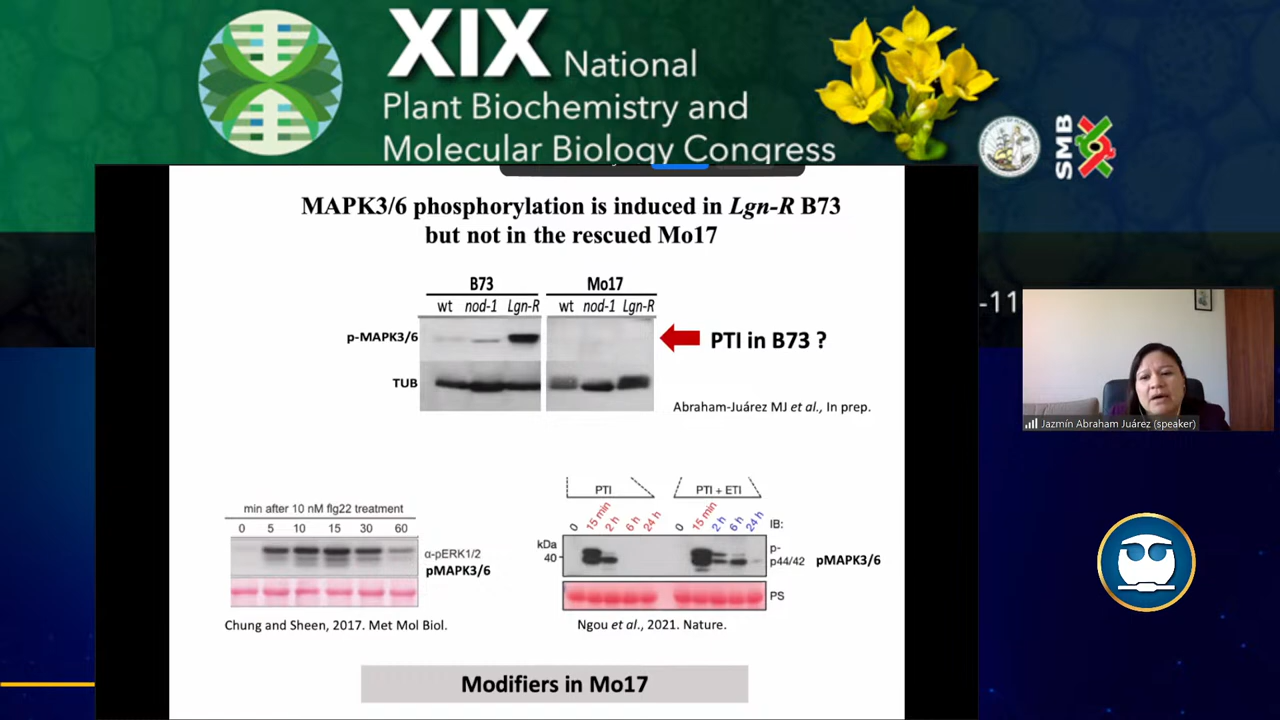 XIX National
Plant Biochemistry and
Molecular Biology Congress
SMB
MAPK3/6 phosphorylation is induced in Lgn-R B73
but not in the rescued Mo17
B73 Mo17
wt nod-1 Lgn-R wt nod-1 Lgn-R
p-MAPK3/6
PTI in B73 ?
TUB
Abraham-Juárez MJ et al., In prep.
-11
Jazmín Abraham Juárez (speaker)
min after 10 nM flg22 treatment
0 5 10 15 30 60
α-pERK1/2
pMAPK3/6
Chung and Sheen, 2017. Met Mol Biol.
PTI PTI + ETI
0 15 min 2 h 6 h 24 h 0 15 min 2 h 6 h 24 h IB:
kDa
40
p-
p44/42 pMAPK3/6
PS
Ngou et al., 2021. Nature.
Modifiers in Mo17